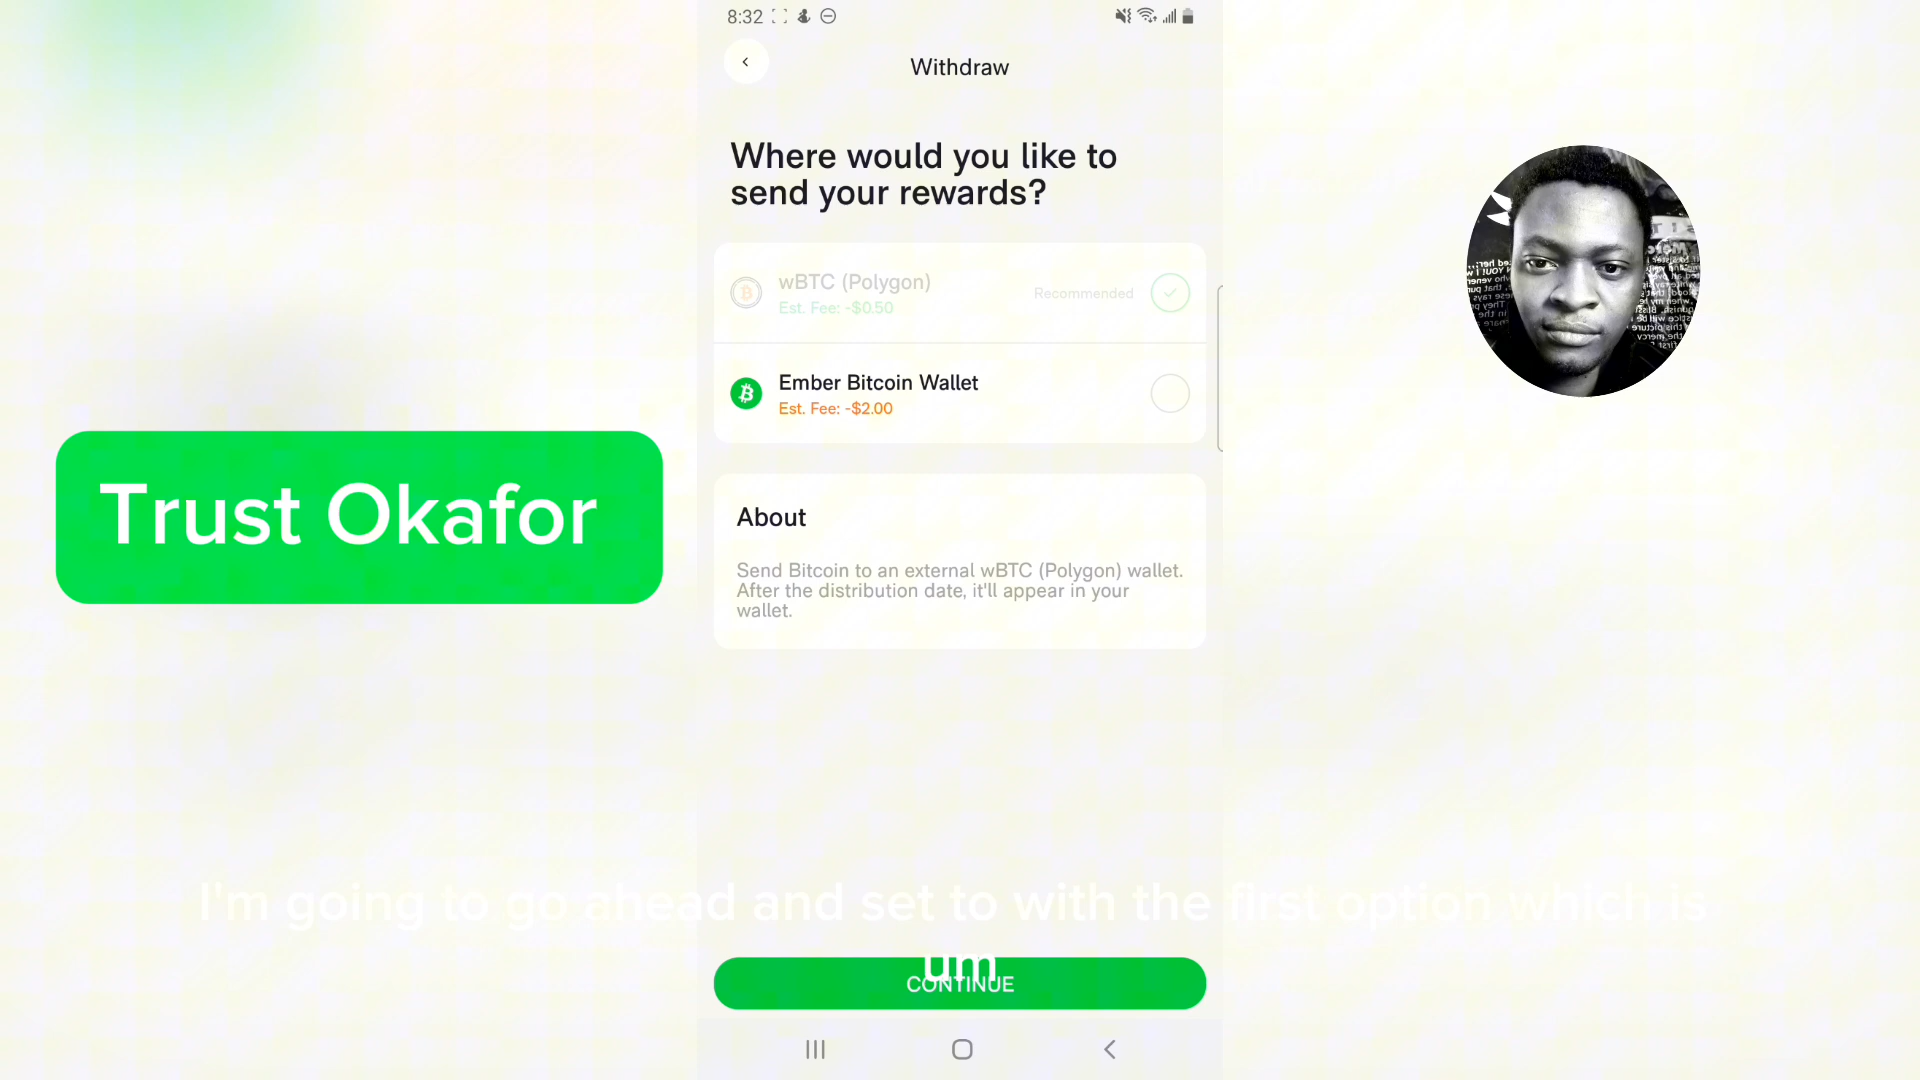 8:32
Withdraw
Where would you like to
send your rewards?
wBTC (Polygon)
Est. Fee: -$0.50
Recommended
Ember Bitcoin Wallet
Est. Fee: -$2.00
Trust Okafor
About
Send Bitcoin to an external wBTC (Polygon) wallet.
After the distribution date, it'll appear in your
wallet.
I'm going to go ahead and set to with the first option which is
um
CONTINUE